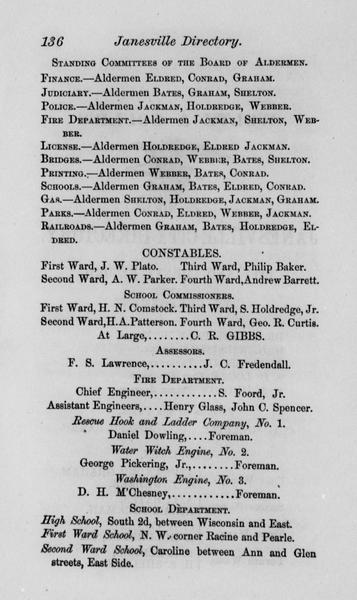 136 Janesville Directory.
STANDING COMMITTEES OF THE BOARD OF ALDERMEN.
FINANCE.—Aldermen ELDRED, CONRAD, GRAHAM.
JUDICIARY.—Aldermen BATES, GRAHAM, SHELTON.
POLICE.—Aldermen JACKMAN, HOLDREDGE, WEBBER.
FIRE DEPARTMENT.—Aldermen JACKMAN, SHELTON, WEB-
BER.
LICENSE.—Aldermen HOLDREDGE, ELDRED JACKMAN.
BRIDGES.—Aldermen CONRAD, WEBBER, BATES, SHELTON.
PRINTING.—Aldermen WEBBER, BATES, CONRAD.
SCHOOLS.—Aldermen GRAHAM, BATES, ELDRED, CONRAD.
GAS.—Aldermen SHELTON, HOLDREDGE, JACKMAN, GRAHAM.
PARKS.—Aldermen CONRAD, ELDRED, WEBBER, JACKMAN.
RAILROADS.—Aldermen GRAHAM, BATES, HOLDREDGE, EL-
DRED.
CONSTABLES.
First Ward, J. W. Plato. Third Ward, Philip Baker.
Second Ward, A. W. Parker. Fourth Ward, Andrew Barrett.
SCHOOL COMMISSIONERS.
First Ward, H. N. Comstock. Third Ward, S. Holdredge, Jr.
Second Ward, H. A. Patterson. Fourth Ward, Geo. R. Curtis.
At Large,........C. R. GIBBS.
ASSESSORS.
F. S. Lawrence,..........J. C. Fredendall.
FIRE DEPARTMENT.
Chief Engineer,............S. Foord, Jr.
Assistant Engineers,....Henry Glass, John C. Spencer.
Rescue Hook and Ladder Company, No. 1.
Daniel Dowling,....Foreman.
Water Witch Engine, No. 2.
George Pickering, Jr.,........Foreman.
Washington Engine, No. 3.
D. H. M'Chesney,............Foreman.
SCHOOL DEPARTMENT.
High School, South 2d, between Wisconsin and East.
First Ward School, N. W. corner Racine and Pearle.
Second Ward School, Caroline between Ann and Glen
streets, East Side.